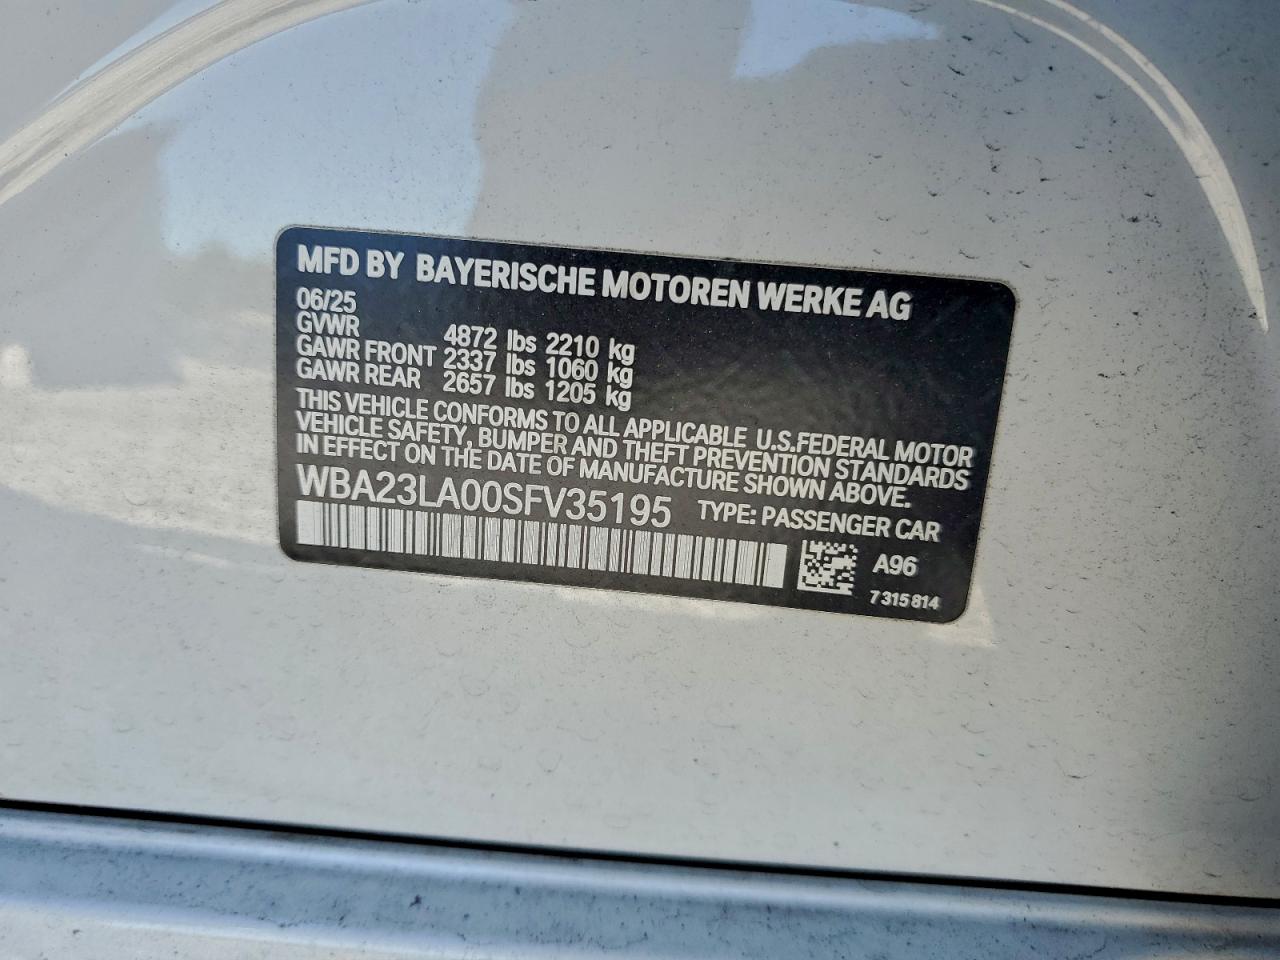 MFD BY BAYERISCHE MOTOREN WERKE AG
06/25
GVWR 4872 lbs 2210 kg
GAWR FRONT 2337 lbs 1060 kg
GAWR REAR 2657 lbs 1205 kg
THIS VEHICLE CONFORMS TO ALL APPLICABLE U.S.FEDERAL MOTOR
VEHICLE SAFETY, BUMPER AND THEFT PREVENTION STANDARDS
IN EFFECT ON THE DATE OF MANUFACTURE SHOWN ABOVE.
WBA23LA00SFV35195 TYPE: PASSENGER CAR
A96
7 315 814